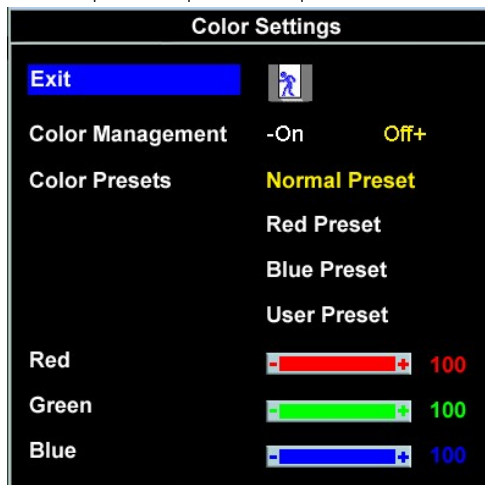 Color Settings
Exit
Color Management -On Off+
Color Presets Normal Preset
Red Preset
Blue Preset
User Preset
Red - + 100
Green - + 100
Blue - + 100